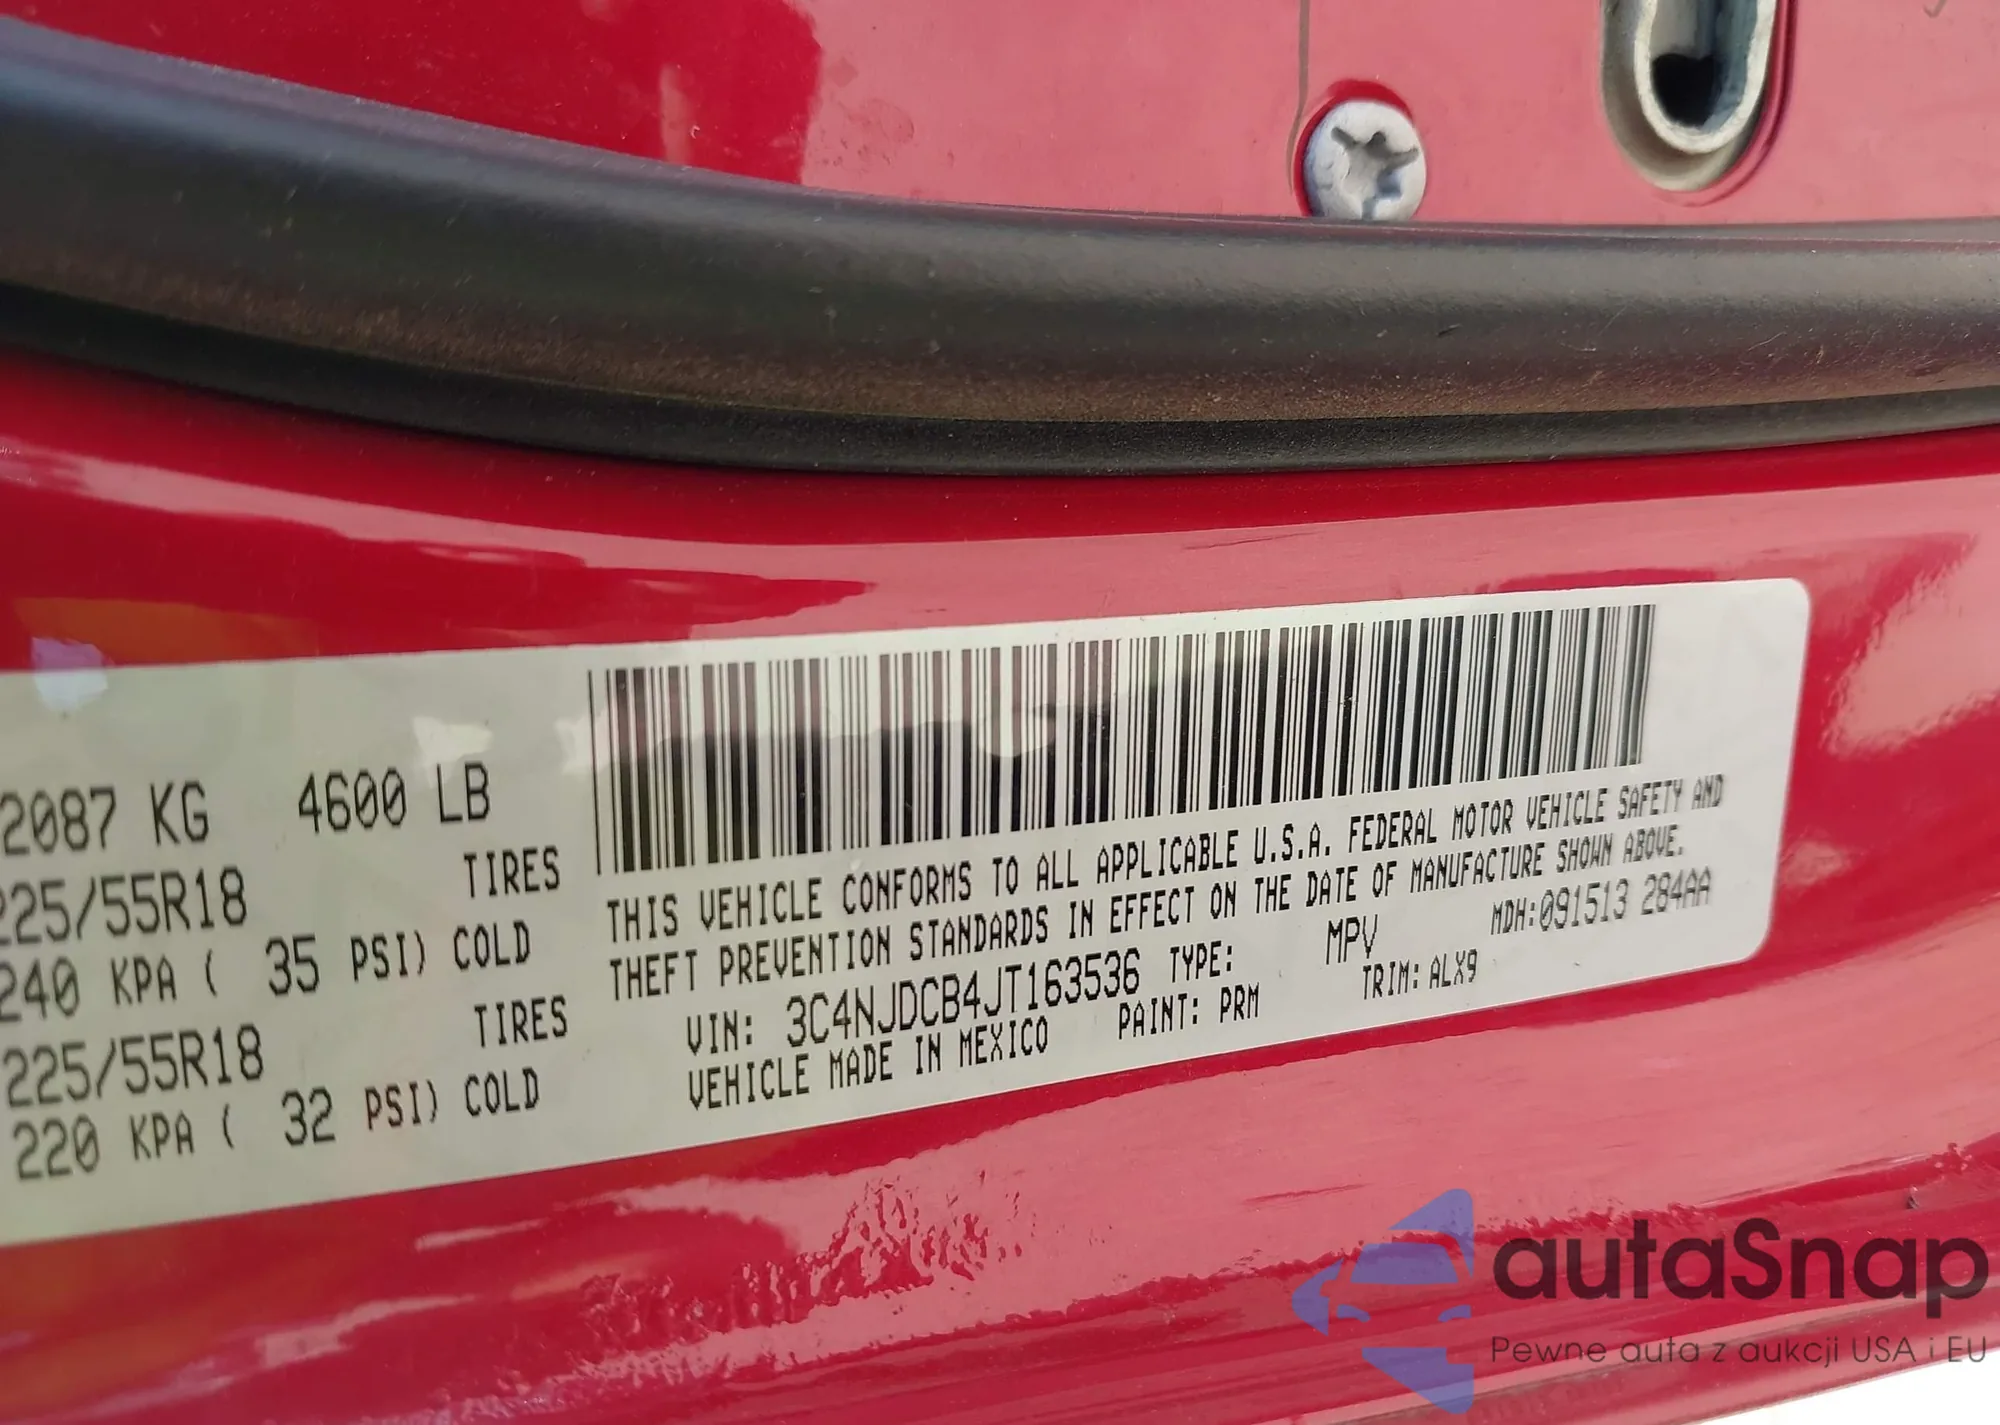 2087 KG 4600 LB
225/55R18 TIRES
240 KPA ( 35 PSI) COLD
225/55R18 TIRES
220 KPA ( 32 PSI) COLD
THIS VEHICLE CONFORMS TO ALL APPLICABLE U.S.A. FEDERAL MOTOR VEHICLE SAFETY AND
THEFT PREVENTION STANDARDS IN EFFECT ON THE DATE OF MANUFACTURE SHOWN ABOVE.
VIN: 3C4NJDCB4JT163536 TYPE: MPV MDH:091513 284AA
VEHICLE MADE IN MEXICO PAINT: PRM TRIM: ALX9
autaSnap
Pewne auta z aukcji USA i EU